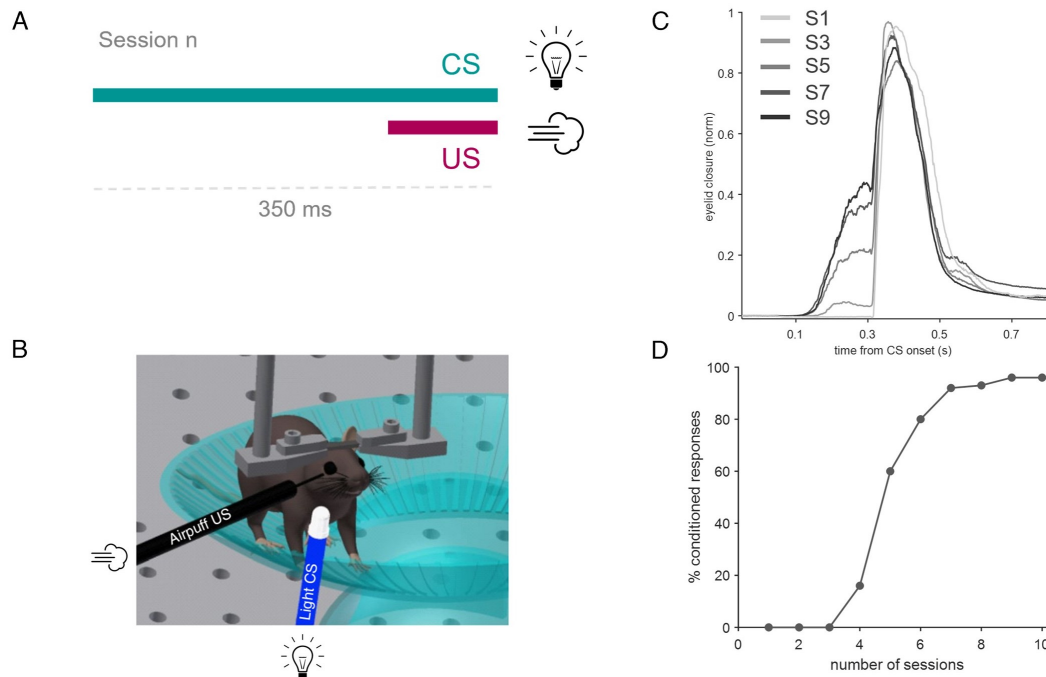 A
Session n
CS
US
350 ms
B
Airpuff US
Light CS
C
S1
S3
S5
S7
S9
eyelid closure (norm)
1
0.8
0.6
0.4
0.2
0
0.1
0.3
0.5
0.7
time from CS onset (s)
D
% conditioned responses
100
80
60
40
20
0
0
2
4
6
8
10
number of sessions